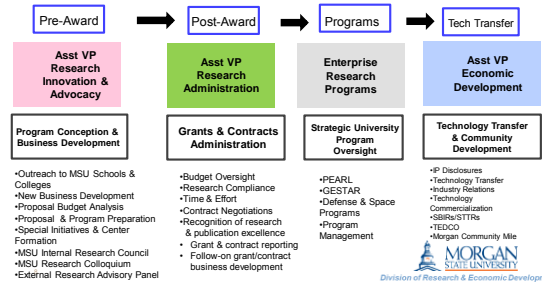 Pre-Award
Post-Award
Programs
Tech Transfer
Asst VP
Research
Innovation &
Advocacy
Asst VP
Research
Administration
Enterprise
Research
Programs
Asst VP
Economic
Development
Program Conception &
Business Development
Grants & Contracts
Administration
Strategic University
Program
Oversight
Technology Transfer
& Community
Development
•Outreach to MSU Schools &
Colleges
•New Business Development
•Proposal Budget Analysis
•Proposal & Program Preparation
•Special Initiatives & Center
Formation
•MSU Internal Research Council
•MSU Research Colloquium
•External Research Advisory Panel
•Budget Oversight
•Research Compliance
•Time & Effort
•Contract Negotiations
•Recognition of research
& publication excellence
• Grant & contract reporting
• Follow-on grant/contract
business development
•PEARL
•GESTAR
•Defense & Space
Programs
•Program
Management
•IP Disclosures
•Technology Transfer
•Industry Relations
•Technology
Commercialization
•SBIRs/STTRs
•TEDCO
•Morgan Community Mile
MORGAN
STATE UNIVERSITY
Division of Research & Economic Developm